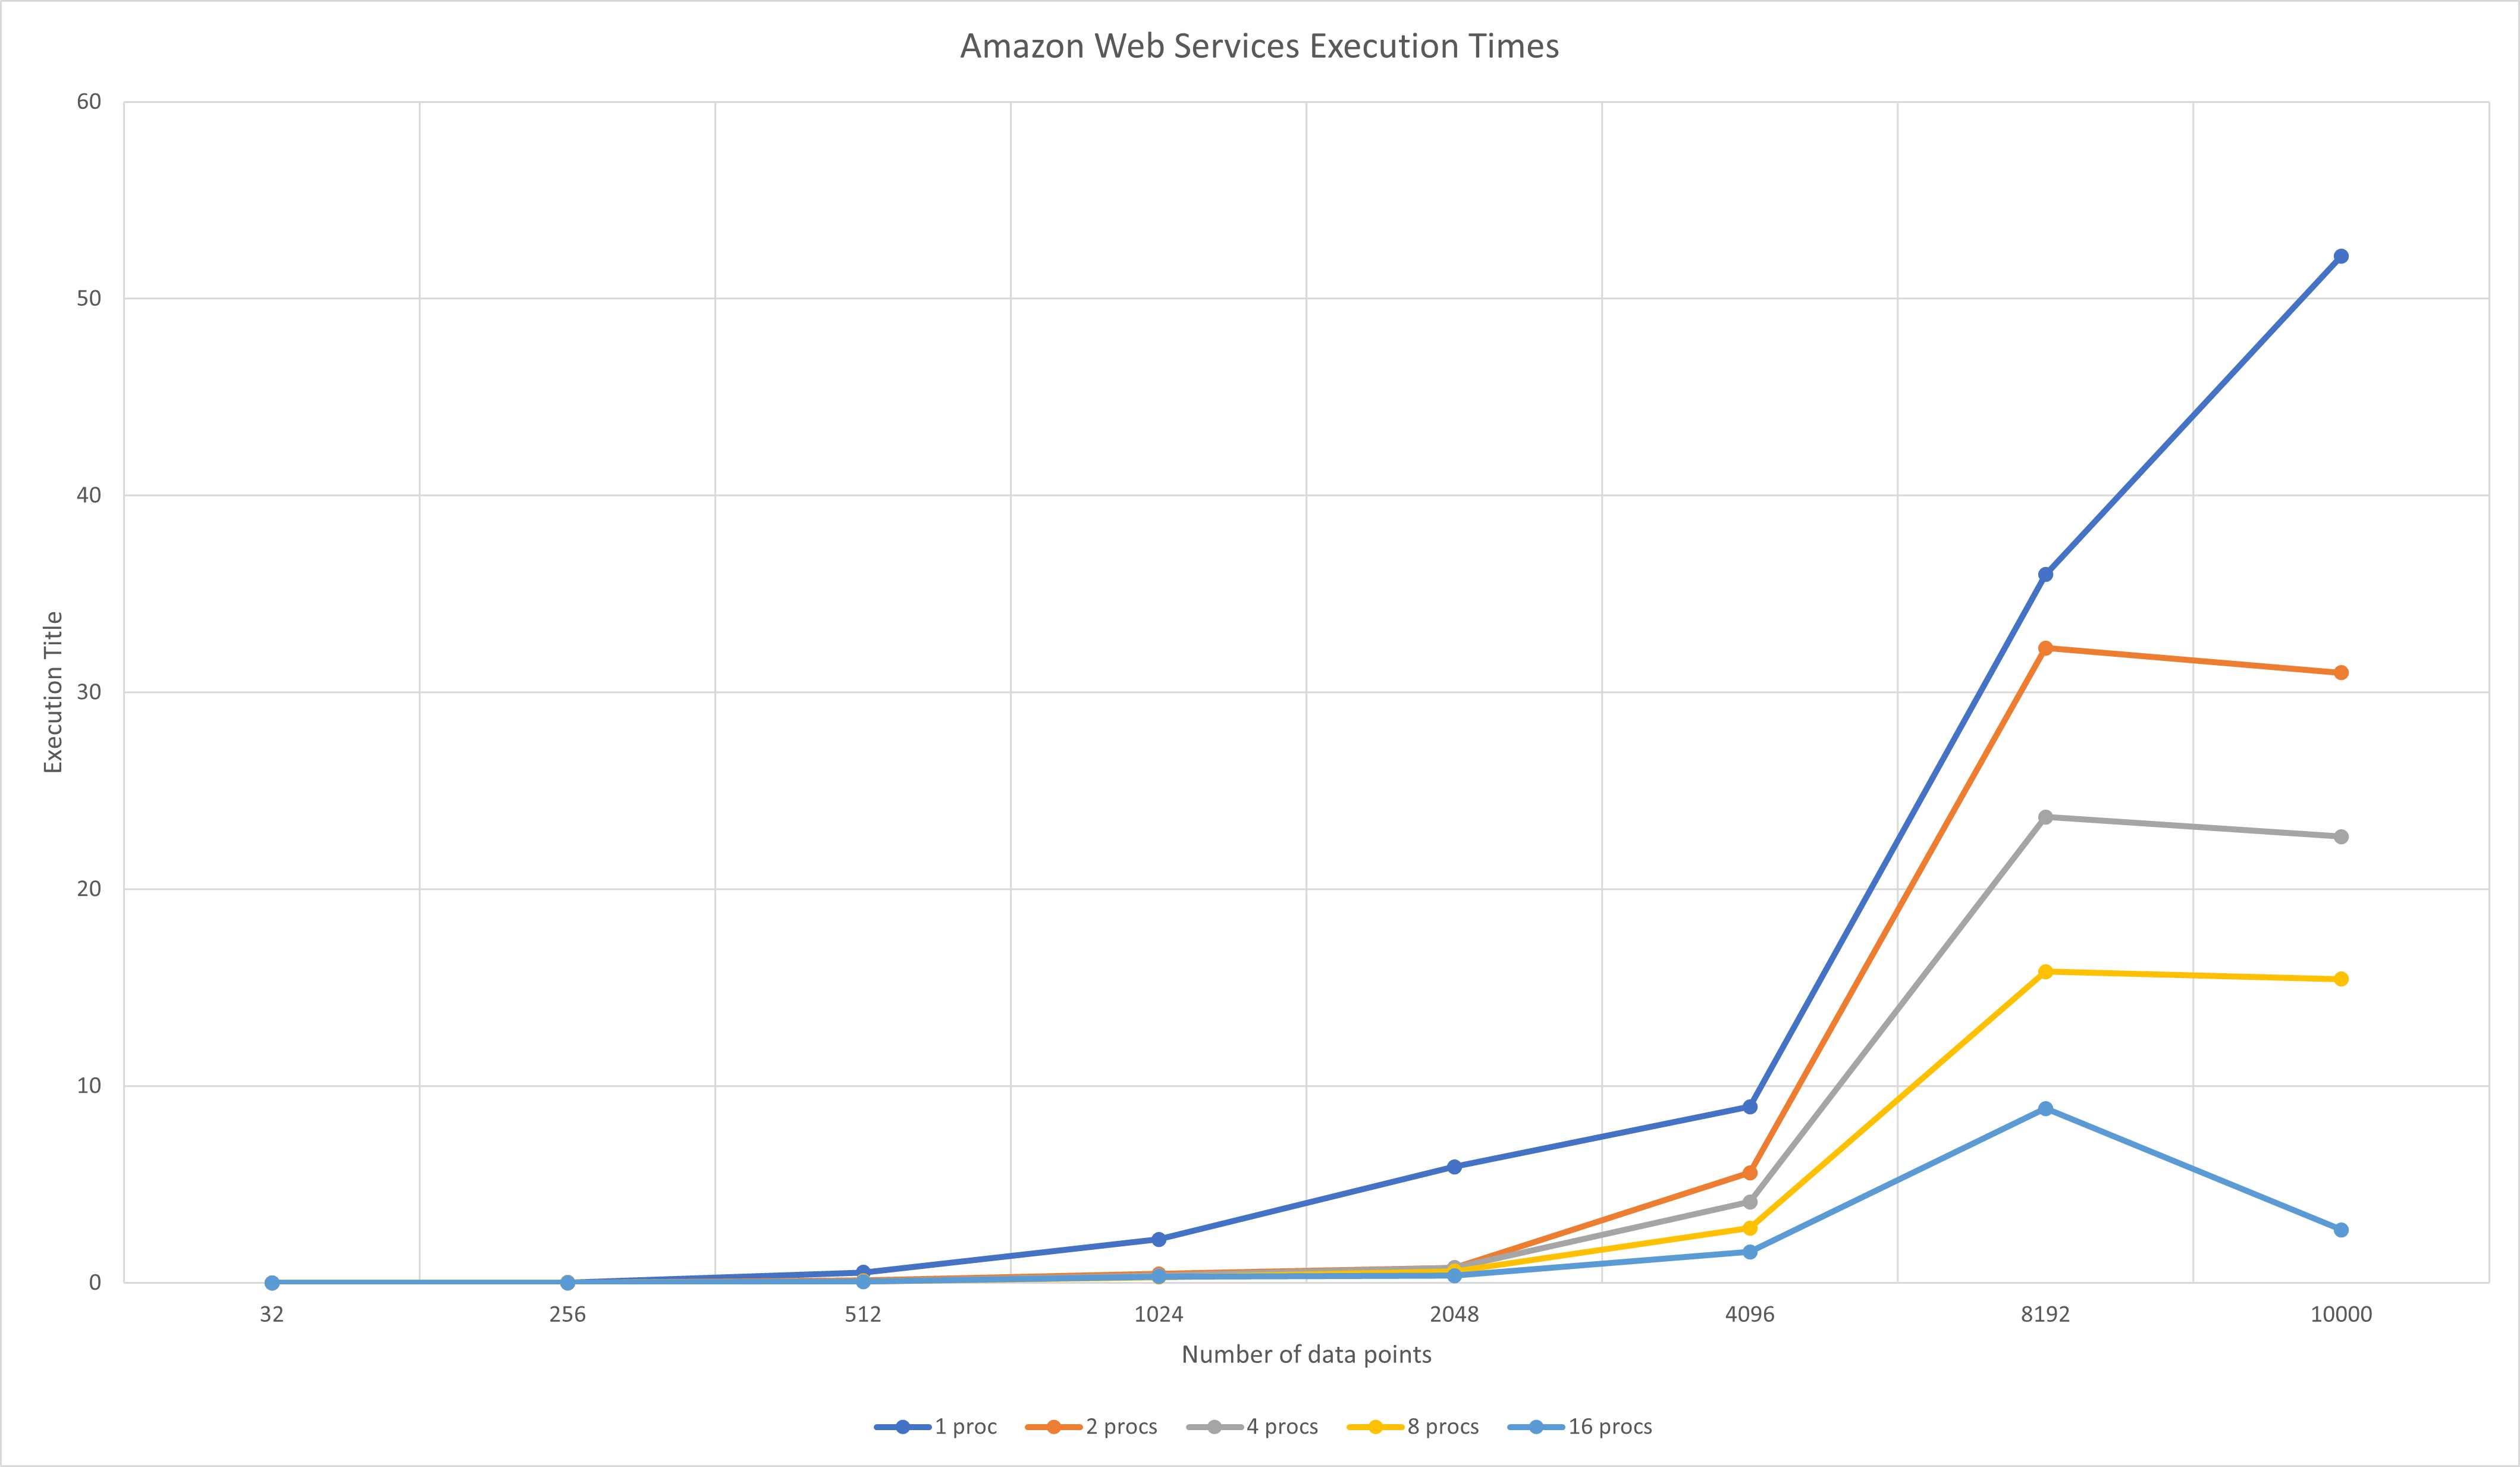 Amazon Web Services Execution Times
60
50
40
30
20
10
0
Execution Title
32 256 512 1024 2048 4096 8192 10000
Number of data points
1 proc 2 procs 4 procs 8 procs 16 procs